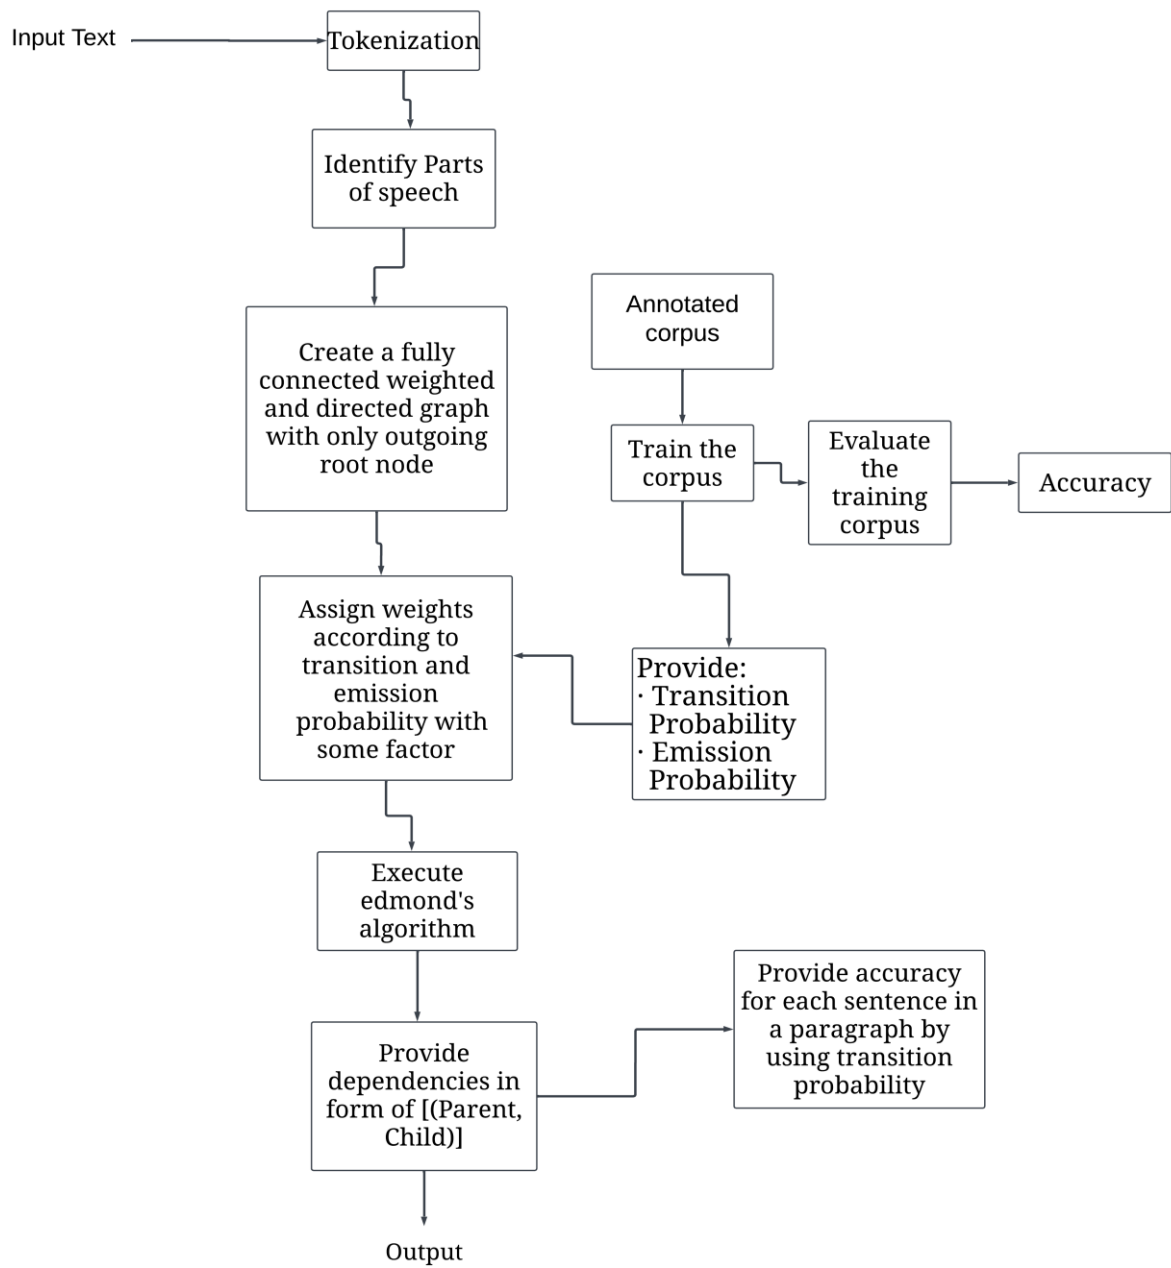 Input Text
Tokenization
Identify Parts
of speech
Create a fully
connected weighted
and directed graph
with only outgoing
root node
Annotated
corpus
Train the
corpus
Evaluate
the
training
corpus
Accuracy
Assign weights
according to
transition and
emission
probability with
some factor
Provide:
· Transition
Probability
· Emission
Probability
Execute
edmond's
algorithm
Provide
dependencies in
form of [(Parent,
Child)]
Provide accuracy
for each sentence in
a paragraph by
using transition
probability
Output